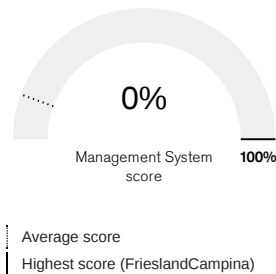 0%
Management System 100%
score
Average score
Highest score (FrieslandCampina)